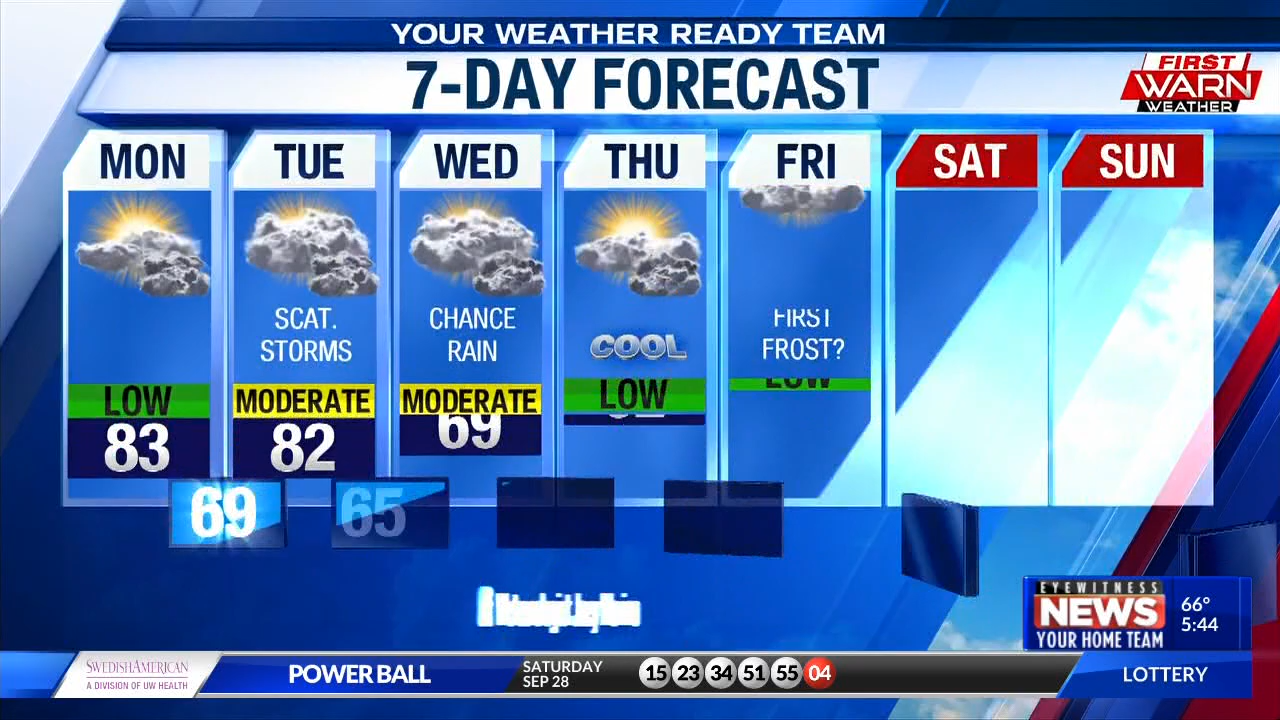 YOUR WEATHER READY TEAM
7-DAY FORECAST
FIRST
WARN
WEATHER
MON
TUE
WED
THU
FRI
SAT
SUN
SCAT.
STORMS
CHANCE
RAIN
COOL
FIRST
FROST?
LOW
MODERATE
MODERATE
LOW
LOW
83
82
69
69
65
EYEWITNESS
NEWS
YOUR HOME TEAM
66°
5:44
SWEDISHAMERICAN
A DIVISION OF UW HEALTH
POWER BALL
SATURDAY
SEP 28
15 23 34 51 55 04
LOTTERY